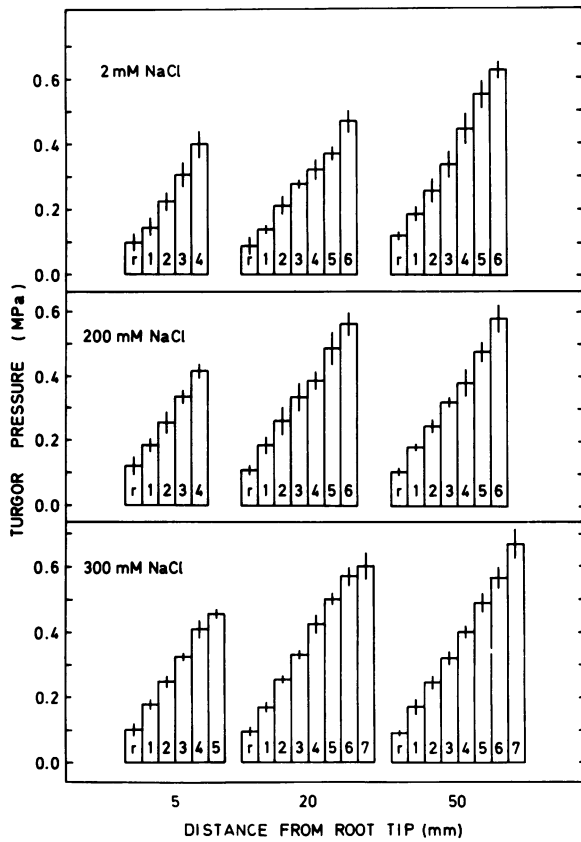 TURGOR PRESSURE (MPa)
2 mM NaCl
0.6
0.4
0.2
0.0
r 1 2 3 4
r 1 2 3 4 5 6
r 1 2 3 4 5 6
200 mM NaCl
0.6
0.4
0.2
0.0
r 1 2 3 4
r 1 2 3 4 5 6
r 1 2 3 4 5 6
300 mM NaCl
0.6
0.4
0.2
0.0
r 1 2 3 4 5
r 1 2 3 4 5 6 7
r 1 2 3 4 5 6 7
5 20 50
DISTANCE FROM ROOT TIP (mm)